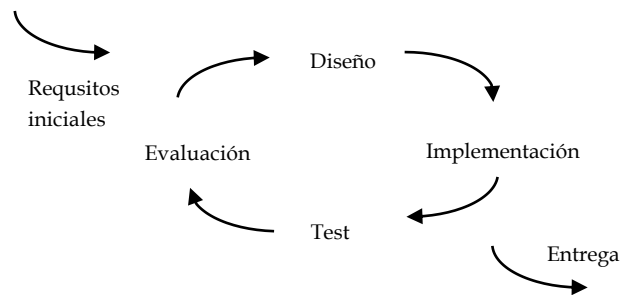 Diseño
Requsitos
iniciales
Evaluación
Implementación
Test
Entrega